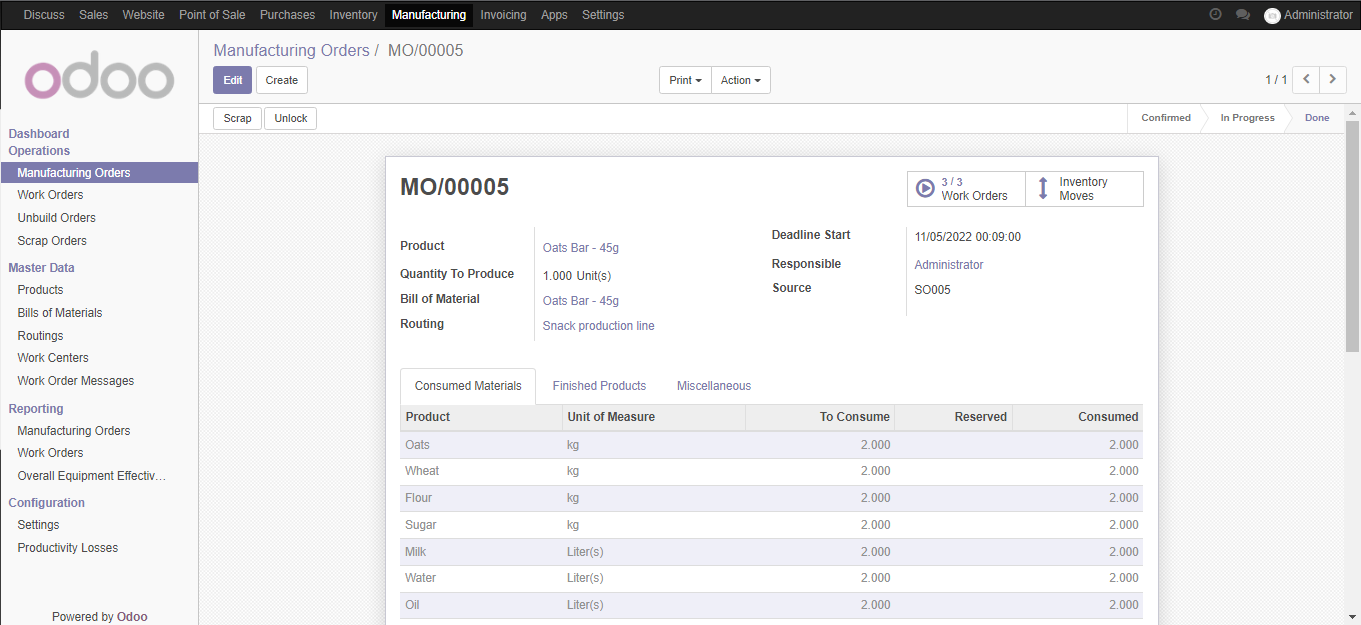 Discuss Sales Website Point of Sale Purchases Inventory Manufacturing Invoicing Apps Settings Administrator
odoo
Manufacturing Orders / MO/00005
Edit Create Print Action 1 / 1
Scrap Unlock Confirmed In Progress Done
Dashboard
Operations
Manufacturing Orders
Work Orders
Unbuild Orders
Scrap Orders
Master Data
Products
Bills of Materials
Routings
Work Centers
Work Order Messages
Reporting
Manufacturing Orders
Work Orders
Overall Equipment Effectiv…
Configuration
Settings
Productivity Losses
Powered by Odoo
MO/00005
3 / 3
Work Orders
Inventory
Moves
Product Oats Bar - 45g
Quantity To Produce 1.000 Unit(s)
Bill of Material Oats Bar - 45g
Routing Snack production line
Deadline Start 11/05/2022 00:09:00
Responsible Administrator
Source SO005
Consumed Materials Finished Products Miscellaneous
Product Unit of Measure To Consume Reserved Consumed
Oats kg 2.000 2.000
Wheat kg 2.000 2.000
Flour kg 2.000 2.000
Sugar kg 2.000 2.000
Milk Liter(s) 2.000 2.000
Water Liter(s) 2.000 2.000
Oil Liter(s) 2.000 2.000